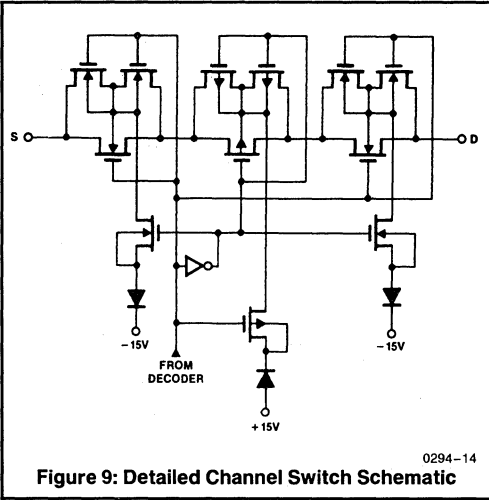 S
D
-15V
FROM
DECODER
-15V
+15V
0294-14
Figure 9: Detailed Channel Switch Schematic